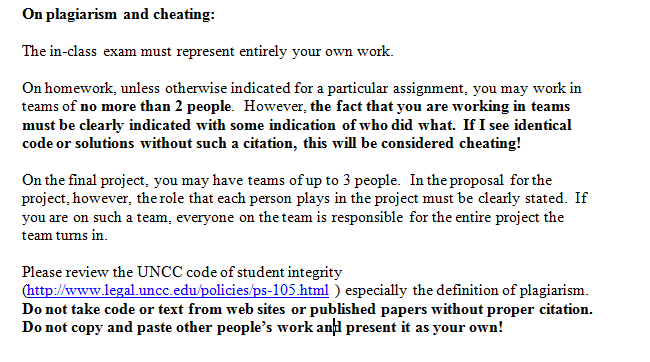 On plagiarism and cheating:
The in-class exam must represent entirely your own work.
On homework, unless otherwise indicated for a particular assignment, you may work in
teams of no more than 2 people. However, the fact that you are working in teams
must be clearly indicated with some indication of who did what. If I see identical
code or solutions without such a citation, this will be considered cheating!
On the final project, you may have teams of up to 3 people. In the proposal for the
project, however, the role that each person plays in the project must be clearly stated. If
you are on such a team, everyone on the team is responsible for the entire project the
team turns in.
Please review the UNCC code of student integrity
(http://www.legal.uncc.edu/policies/ps-105.html ) especially the definition of plagiarism.
Do not take code or text from web sites or published papers without proper citation.
Do not copy and paste other people's work and present it as your own!